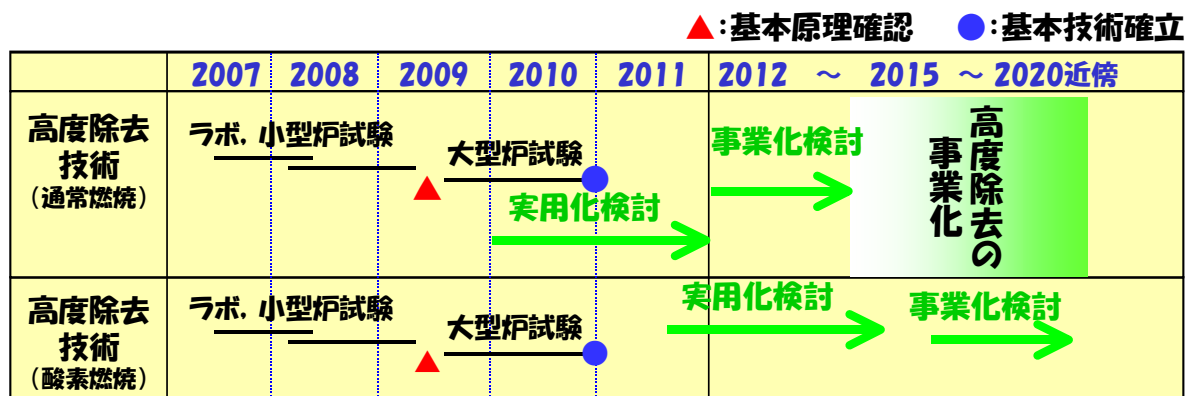 ▲:基本原理確認 ●:基本技術確立
2007 2008 2009 2010 2011 2012 ～ 2015 ～ 2020近傍
高度除去
技術
(通常燃焼)
ラボ, 小型炉試験
大型炉試験
実用化検討
事業化検討
高度除去の
事業化
高度除去
技術
(酸素燃焼)
ラボ, 小型炉試験
大型炉試験
実用化検討
事業化検討